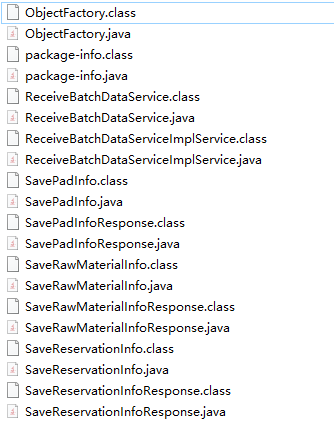 ObjectFactory.class
ObjectFactory.java
package-info.class
package-info.java
ReceiveBatchDataService.class
ReceiveBatchDataService.java
ReceiveBatchDataServiceImplService.class
ReceiveBatchDataServiceImplService.java
SavePadInfo.class
SavePadInfo.java
SavePadInfoResponse.class
SavePadInfoResponse.java
SaveRawMaterialInfo.class
SaveRawMaterialInfo.java
SaveRawMaterialInfoResponse.class
SaveRawMaterialInfoResponse.java
SaveReservationInfo.class
SaveReservationInfo.java
SaveReservationInfoResponse.class
SaveReservationInfoResponse.java